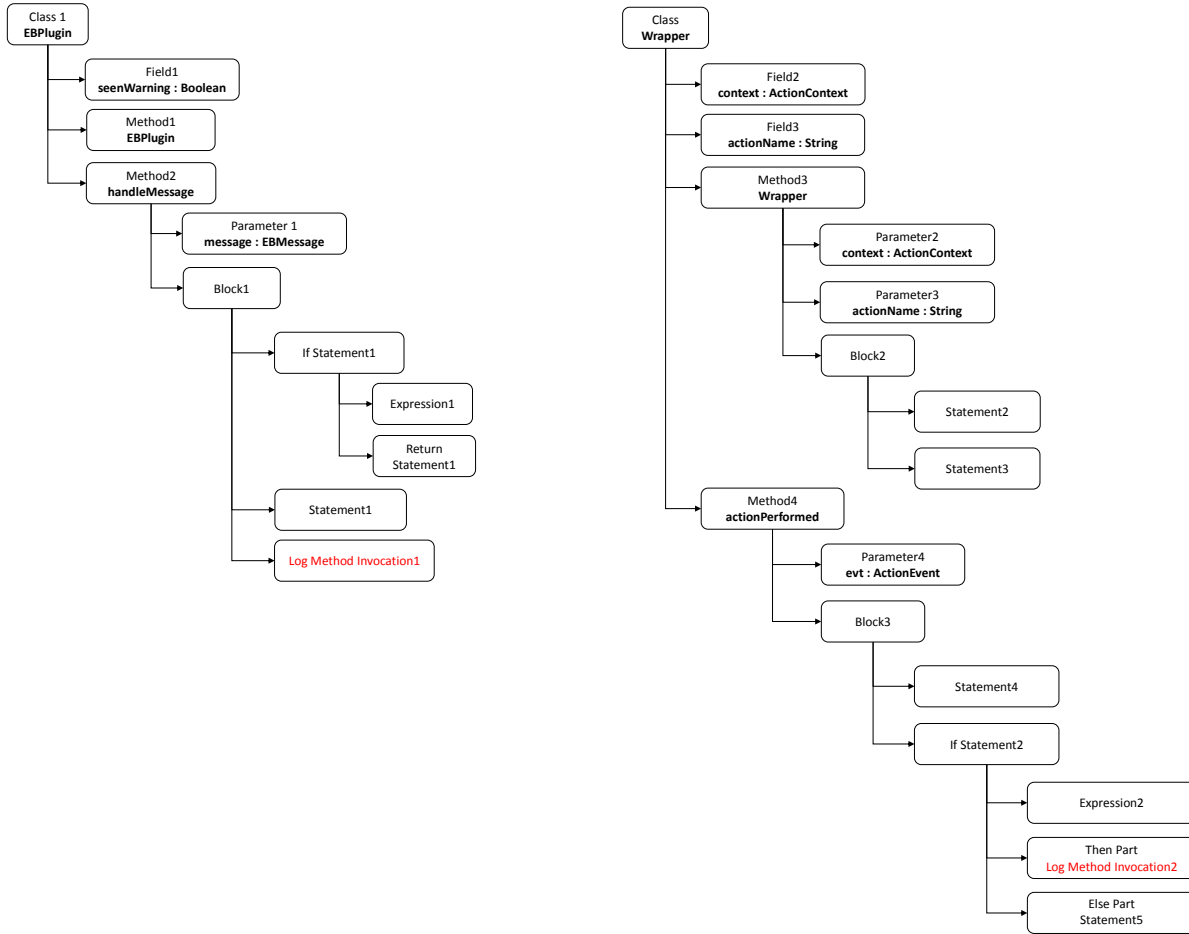 Class 1
EBPlugin
Field1
seenWarning : Boolean
Method1
EBPlugin
Method2
handleMessage
Parameter 1
message : EBMessage
Block1
If Statement1
Expression1
Return
Statement1
Statement1
Log Method Invocation1
Class
Wrapper
Field2
context : ActionContext
Field3
actionName : String
Method3
Wrapper
Parameter2
context : ActionContext
Parameter3
actionName : String
Block2
Statement2
Statement3
Method4
actionPerformed
Parameter4
evt : ActionEvent
Block3
Statement4
If Statement2
Expression2
Then Part
Log Method Invocation2
Else Part
Statement5